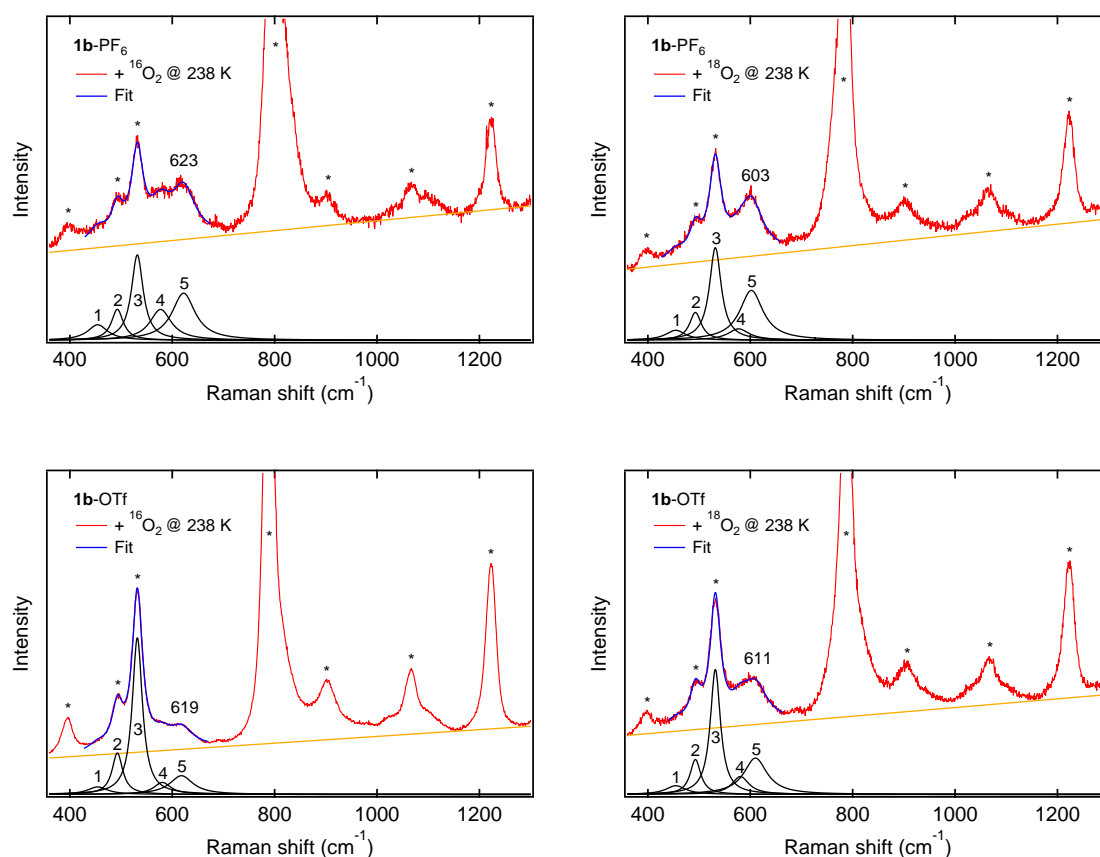 1b-PF₆
+ ¹⁶O₂ @ 238 K
Fit
*
*
*
623
*
*
*
*
1
2
3
4
5
Intensity
400 600 800 1000 1200
Raman shift (cm⁻¹)
1b-PF₆
+ ¹⁸O₂ @ 238 K
Fit
*
*
*
603
*
*
*
*
1
2
3
4
5
Intensity
400 600 800 1000 1200
Raman shift (cm⁻¹)
1b-OTf
+ ¹⁶O₂ @ 238 K
Fit
*
*
*
619
*
*
*
*
1
2
3
4
5
Intensity
400 600 800 1000 1200
Raman shift (cm⁻¹)
1b-OTf
+ ¹⁸O₂ @ 238 K
Fit
*
*
*
611
*
*
*
*
1
2
3
4
5
Intensity
400 600 800 1000 1200
Raman shift (cm⁻¹)